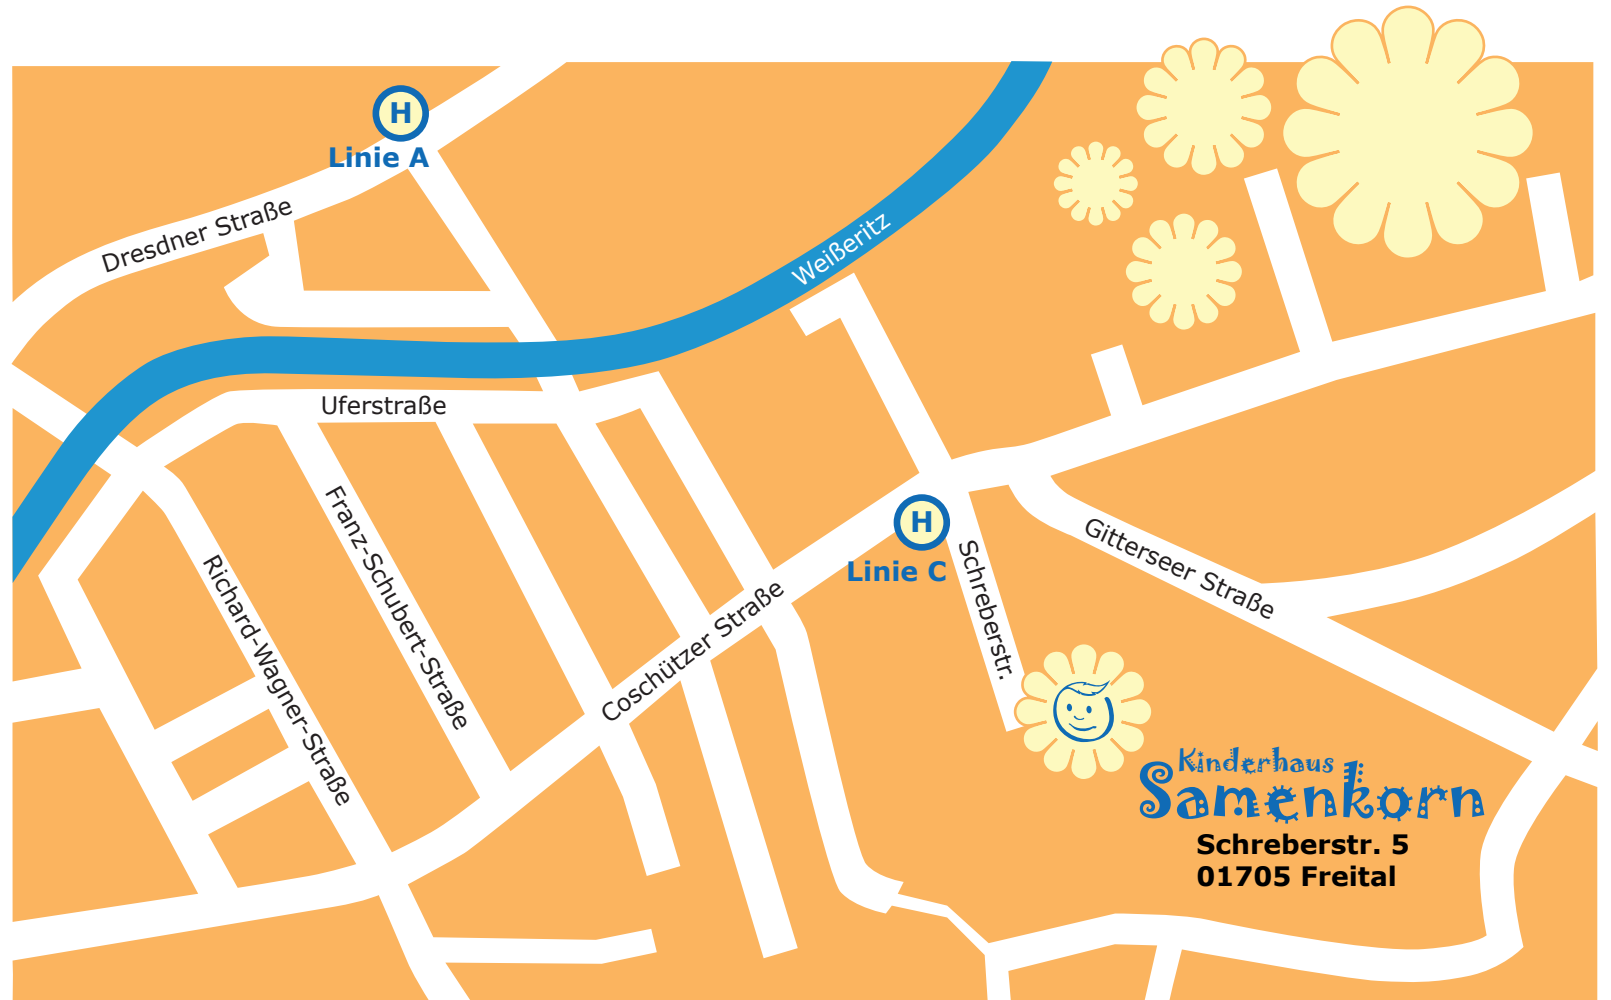 H
Linie A
Dresdner Straße
Weißeritz
Uferstraße
Franz-Schubert-Straße
Richard-Wagner-Straße
Coschützer Straße
H
Linie C
Schreberstr.
Gitterseer Straße
Kinderhaus
Samenkorn
Schreberstr. 5
01705 Freital